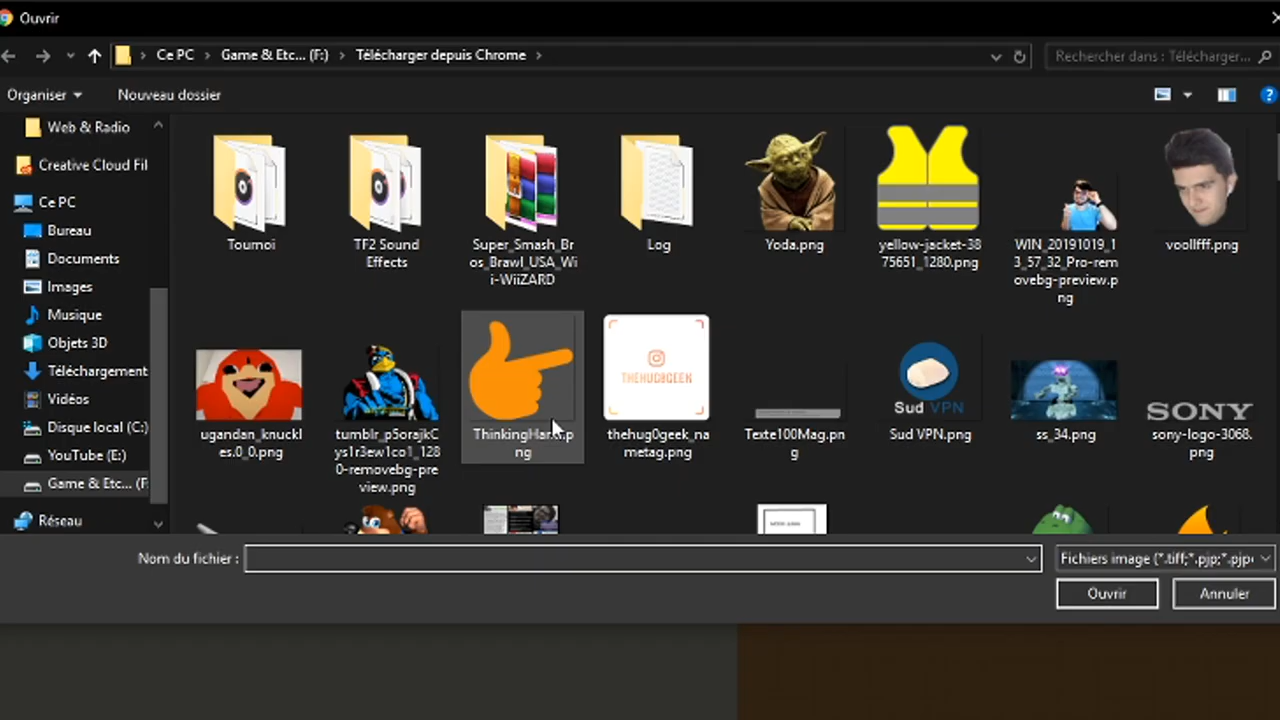 Ouvrir
Ce PC
Game & Etc... (F:)
Télécharger depuis Chrome
Rechercher dans : Télécharger...
Organiser
Nouveau dossier
Web & Radio
Creative Cloud Fil
Ce PC
Bureau
Documents
Images
Musique
Objets 3D
Téléchargement
Vidéos
Disque local (C:)
YouTube (E:)
Game & Etc... (F
Réseau
Tournoi
TF2 Sound
Effects
Super_Smash_Br
os_Brawl_USA_Wi
i-WiiZARD
Log
Yoda.png
yellow-jacket-38
75651_1280.png
WIN_20191019_1
3_57_32_Pro-rem
ovebg-preview.p
ng
voollfff.png
THEHUG0GEEK
Sud VPN
SONY
ugandan_knuckl
es.0_0.png
tumblr_p5orajkC
ys1r3ew1co1_128
0-removebg-pre
view.png
ng
thehug0geek_na
metag.png
Texte100Mag.pn
g
Sud VPN.png
ss_34.png
sony-logo-3068.
png
Nom du fichier :
Fichiers image (*.tiff;*.pjp;*.pjp
Ouvrir
Annuler